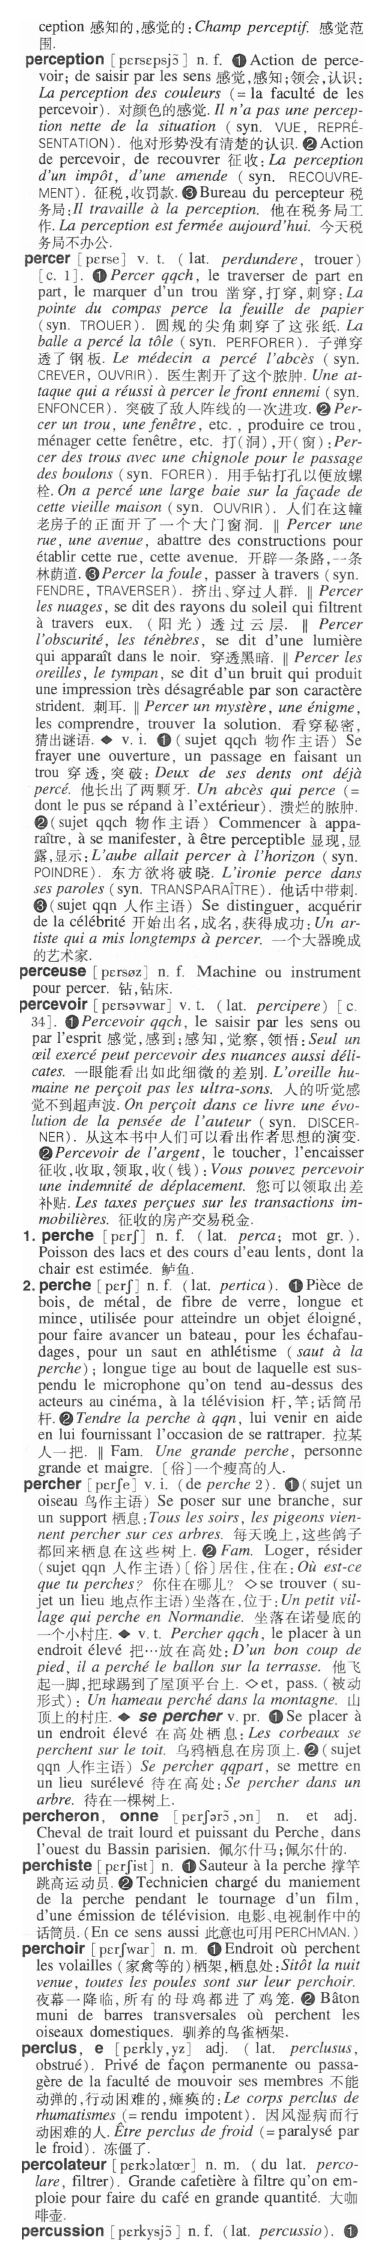 ception 感知的,感觉的: Champ perceptif. 感觉范
围.
perception [pɛrsɛpsjɔ̃] n. f. ❶ Action de perce-
voir; de saisir par les sens 感觉,感知;领会,认识:
La perception des couleurs (= la faculté de les
percevoir). 对颜色的感觉. Il n'a pas une percep-
tion nette de la situation (syn. VUE, REPRÉ-
SENTATION). 他对形势没有清楚的认识. ❷ Action
de percevoir, de recouvrer 征收: La perception
d'un impôt, d'une amende (syn. RECOUVRE-
MENT). 征税,收罚款. ❸ Bureau du percepteur 税
务局: Il travaille à la perception. 他在税务局工
作. La perception est fermée aujourd'hui. 今天税
务局不办公.
percer [pɛrse] v. t. (lat. perdundere, trouer)
[c. 1]. ❶ Percer qqch, le traverser de part en
part, le marquer d'un trou 凿穿,打穿,刺穿: La
pointe du compas perce la feuille de papier
(syn. TROUER). 圆规的尖角刺穿了这张纸. La
balle a percé la tôle (syn. PERFORER). 子弹穿
透了钢板. Le médecin a percé l'abcès (syn.
CREVER, OUVRIR). 医生割开了这个脓肿. Une at-
taque qui a réussi à percer le front ennemi (syn.
ENFONCER). 突破了敌人阵线的一次进攻. ❷ Per-
cer un trou, une fenêtre, etc., produire ce trou,
ménager cette fenêtre, etc. 打(洞),开(窗): Per-
cer des trous avec une chignole pour le passage
des boulons (syn. FORER). 用手钻打孔以便放螺
栓. On a percé une large baie sur la façade de
cette vieille maison (syn. OUVRIR). 人们在这幢
老房子的正面开了一个大门窗洞. ‖ Percer une
rue, une avenue, abattre des constructions pour
établir cette rue, cette avenue. 开辟一条路,一条
林荫道. ❸ Percer la foule, passer à travers (syn.
FENDRE, TRAVERSER). 挤出、穿过人群. ‖ Percer
les nuages, se dit des rayons du soleil qui filtrent
à travers eux. (阳光)透过云层. ‖ Percer
l'obscurité, les ténèbres, se dit d'une lumière
qui apparaît dans le noir. 穿透黑暗. ‖ Percer les
oreilles, le tympan, se dit d'un bruit qui produit
une impression très désagréable par son caractère
strident. 刺耳. ‖ Percer un mystère, une énigme,
les comprendre, trouver la solution. 看穿秘密,
猜出谜语. ◆ v. i. ❶ (sujet qqch 物作主语) Se
frayer une ouverture, un passage en faisant un
trou 穿透,突破: Deux de ses dents ont déjà
percé. 他长出了两颗牙. Un abcès qui perce (=
dont le pus se répand à l'extérieur). 溃烂的脓肿.
❷ (sujet qqch 物作主语) Commencer à appa-
raître, à se manifester, à être perceptible 显现,显
露,显示: L'aube allait percer à l'horizon (syn.
POINDRE). 东方欲将破晓. L'ironie perce dans
ses paroles (syn. TRANSPARAÎTRE). 他话中带刺.
❸ (sujet qqn 人作主语) Se distinguer, acquérir
de la célébrité 开始出名,成名,获得成功: Un ar-
tiste qui a mis longtemps à percer. 一个大器晚成
的艺术家.
perceuse [pɛrsøz] n. f. Machine ou instrument
pour percer. 钻,钻床.
percevoir [pɛrsəvwar] v. t. (lat. percipere) [c.
34]. ❶ Percevoir qqch, le saisir par les sens ou
par l'esprit 感觉,感到;感知,觉察,领悟: Seul un
œil exercé peut percevoir des nuances aussi déli-
cates. 一眼能看出如此细微的差别. L'oreille hu-
maine ne perçoit pas les ultra-sons. 人的听觉感
觉不到超声波. On perçoit dans ce livre une évo-
lution de la pensée de l'auteur (syn. DISCER-
NER). 从这本书中人们可以看出作者思想的演变.
❷ Percevoir de l'argent, le toucher, l'encaisser
征收,收取,领取,收(钱): Vous pouvez percevoir
une indemnité de déplacement. 您可以领取出差
补贴. Les taxes perçues sur les transactions im-
mobilières. 征收的房产交易税金.
1. perche [pɛrʃ] n. f. (lat. perca; mot gr.).
Poisson des lacs et des cours d'eau lents, dont la
chair est estimée. 鲈鱼.
2. perche [pɛrʃ] n. f. (lat. pertica). ❶ Pièce de
bois, de métal, de fibre de verre, longue et
mince, utilisée pour atteindre un objet éloigné,
pour faire avancer un bateau, pour les échafau-
dages, pour un saut en athlétisme (saut à la
perche); longue tige au bout de laquelle est sus-
pendu le microphone qu'on tend au-dessus des
acteurs au cinéma, à la télévision 杆,竿;话筒吊
杆. ❷ Tendre la perche à qqn, lui venir en aide
en lui fournissant l'occasion de se rattraper. 拉某
人一把. ‖ Fam. Une grande perche, personne
grande et maigre. 〔俗〕一个瘦高的人.
percher [pɛrʃe] v. i. (de perche 2). ❶ (sujet un
oiseau 鸟作主语) Se poser sur une branche, sur
un support 栖息: Tous les soirs, les pigeons vien-
nent percher sur ces arbres. 每天晚上,这些鸽子
都回来栖息在这些树上. ❷ Fam. Loger, résider
(sujet qqn 人作主语)〔俗〕居住,住在: Où est-ce
que tu perches? 你住在哪儿? ◇ se trouver (su-
jet un lieu 地点作主语)坐落在,位于: Un petit vil-
lage qui perche en Normandie. 坐落在诺曼底的
一个小村庄. ◆ v. t. Percher qqch, le placer à un
endroit élevé 把…放在高处: D'un bon coup de
pied, il a perché le ballon sur la terrasse. 他飞
起一脚,把球踢到了屋顶平台上. ◇ et, pass. (被动
形式): Un hameau perché dans la montagne. 山
顶上的村庄. ◆ se percher v. pr. ❶ Se placer à
un endroit élevé 在高处栖息: Les corbeaux se
perchent sur le toit. 乌鸦栖息在房顶上. ❷ (sujet
qqn 人作主语) Se percher qqpart, se mettre en
un lieu surélevé 待在高处: Se percher dans un
arbre. 待在一棵树上.
percheron, onne [pɛrʃərɔ̃, ɔn] n. et adj.
Cheval de trait lourd et puissant du Perche, dans
l'ouest du Bassin parisien. 佩尔什马;佩尔什的.
perchiste [pɛrʃist] n. ❶ Sauteur à la perche 撑竿
跳高运动员. ❷ Technicien chargé du maniement
de la perche pendant le tournage d'un film,
d'une émission de télévision. 电影、电视制作中的
话筒员. (En ce sens aussi 此意也可用 PERCHMAN.)
perchoir [pɛrʃwar] n. m. ❶ Endroit où perchent
les volailles (家禽等的)栖架,栖息处: Sitôt la nuit
venue, toutes les poules sont sur leur perchoir.
夜幕一降临,所有的母鸡都进了鸡笼. ❷ Bâton
muni de barres transversales où perchent les
oiseaux domestiques. 驯养的鸟雀栖架.
perclus, e [pɛrkly, yz] adj. (lat. perclusus,
obstrué). Privé de façon permanente ou passa-
gère de la faculté de mouvoir ses membres 不能
动弹的,行动困难的,瘫痪的: Le corps perclus de
rhumatismes (= rendu impotent). 因风湿病而行
动困难的人. Être perclus de froid (= paralysé par
le froid). 冻僵了.
percolateur [pɛrkɔlatœr] n. m. (du lat. perco-
lare, filtrer). Grande cafetière à filtre qu'on em-
ploie pour faire du café en grande quantité. 大咖
啡壶.
percussion [pɛrkysjɔ̃] n. f. (lat. percussio). ❶